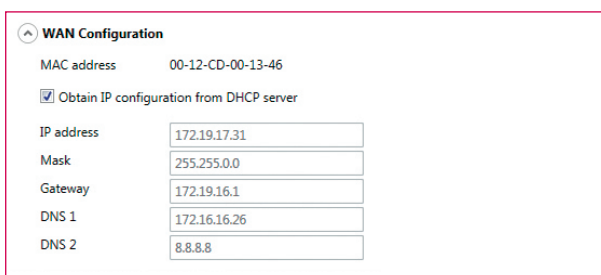 WAN Configuration
MAC address 00-12-CD-00-13-46
Obtain IP configuration from DHCP server
IP address 172.19.17.31
Mask 255.255.0.0
Gateway 172.19.16.1
DNS 1 172.16.16.26
DNS 2 8.8.8.8